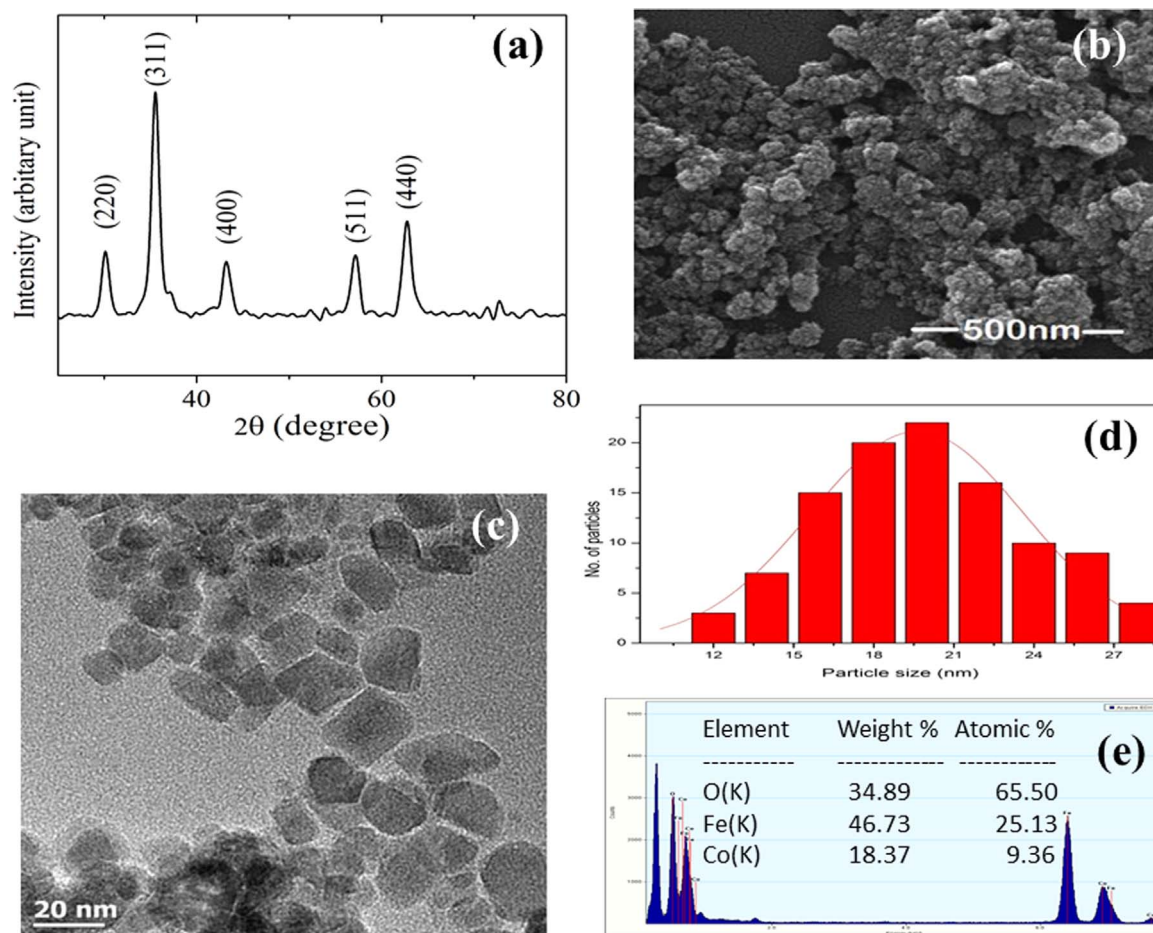 (a)
Intensity (arbitary unit)
(220)
(311)
(400)
(511)
(440)
40
60
80
2θ (degree)
(b)
500nm
(c)
20 nm
(d)
No. of particles
20
15
10
5
0
12
15
18
21
24
27
Particle size (nm)
(e)
Element Weight % Atomic %
----------- ------------- ------------
O(K) 34.89 65.50
Fe(K) 46.73 25.13
Co(K) 18.37 9.36